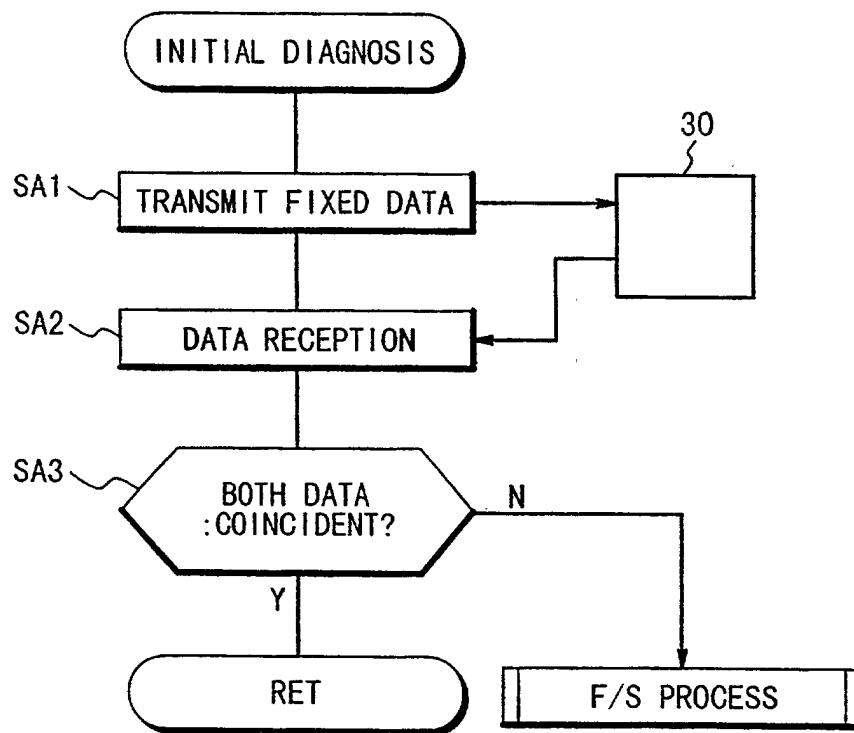 INITIAL DIAGNOSIS
30
SA1
TRANSMIT FIXED DATA
SA2
DATA RECEPTION
SA3
BOTH DATA
:COINCIDENT?
N
Y
RET
F/S PROCESS